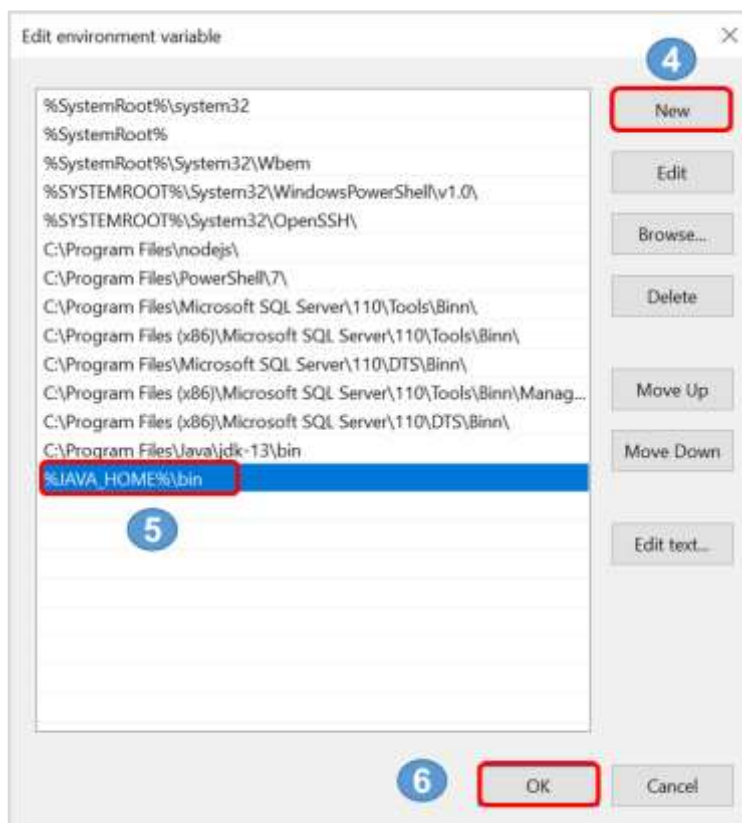 Edit environment variable
4
%SystemRoot%\system32
New
%SystemRoot%
%SystemRoot%\System32\Wbem
Edit
%SYSTEMROOT%\System32\WindowsPowerShell\v1.0\
%SYSTEMROOT%\System32\OpenSSH\
Browse...
C:\Program Files\nodejs\
C:\Program Files\PowerShell\7\
Delete
C:\Program Files\Microsoft SQL Server\110\Tools\Binn\
C:\Program Files (x86)\Microsoft SQL Server\110\Tools\Binn\
C:\Program Files\Microsoft SQL Server\110\DTS\Binn\
C:\Program Files (x86)\Microsoft SQL Server\110\Tools\Binn\Manag...
Move Up
C:\Program Files (x86)\Microsoft SQL Server\110\DTS\Binn\
C:\Program Files\Java\jdk-13\bin
Move Down
%JAVA_HOME%\bin
5
Edit text...
6
OK
Cancel